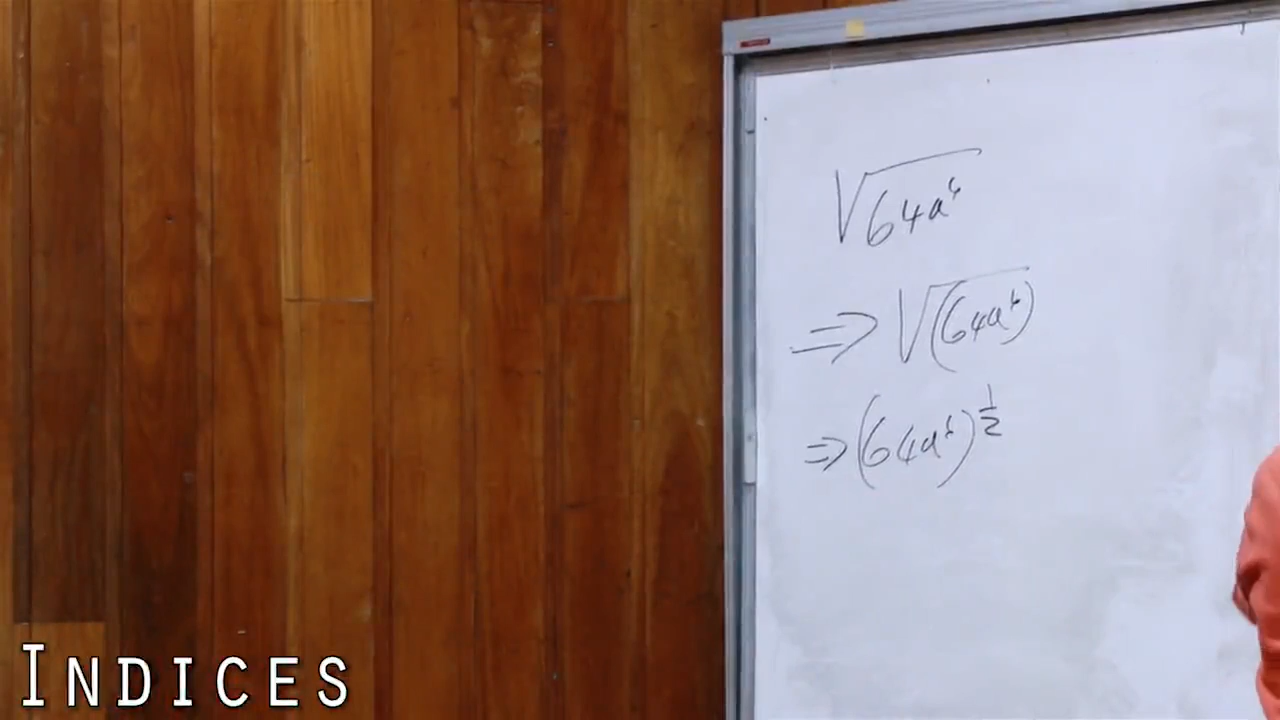 √64a⁶
⇒ √(64a⁶)
⇒ (64a⁶)^½
INDICES